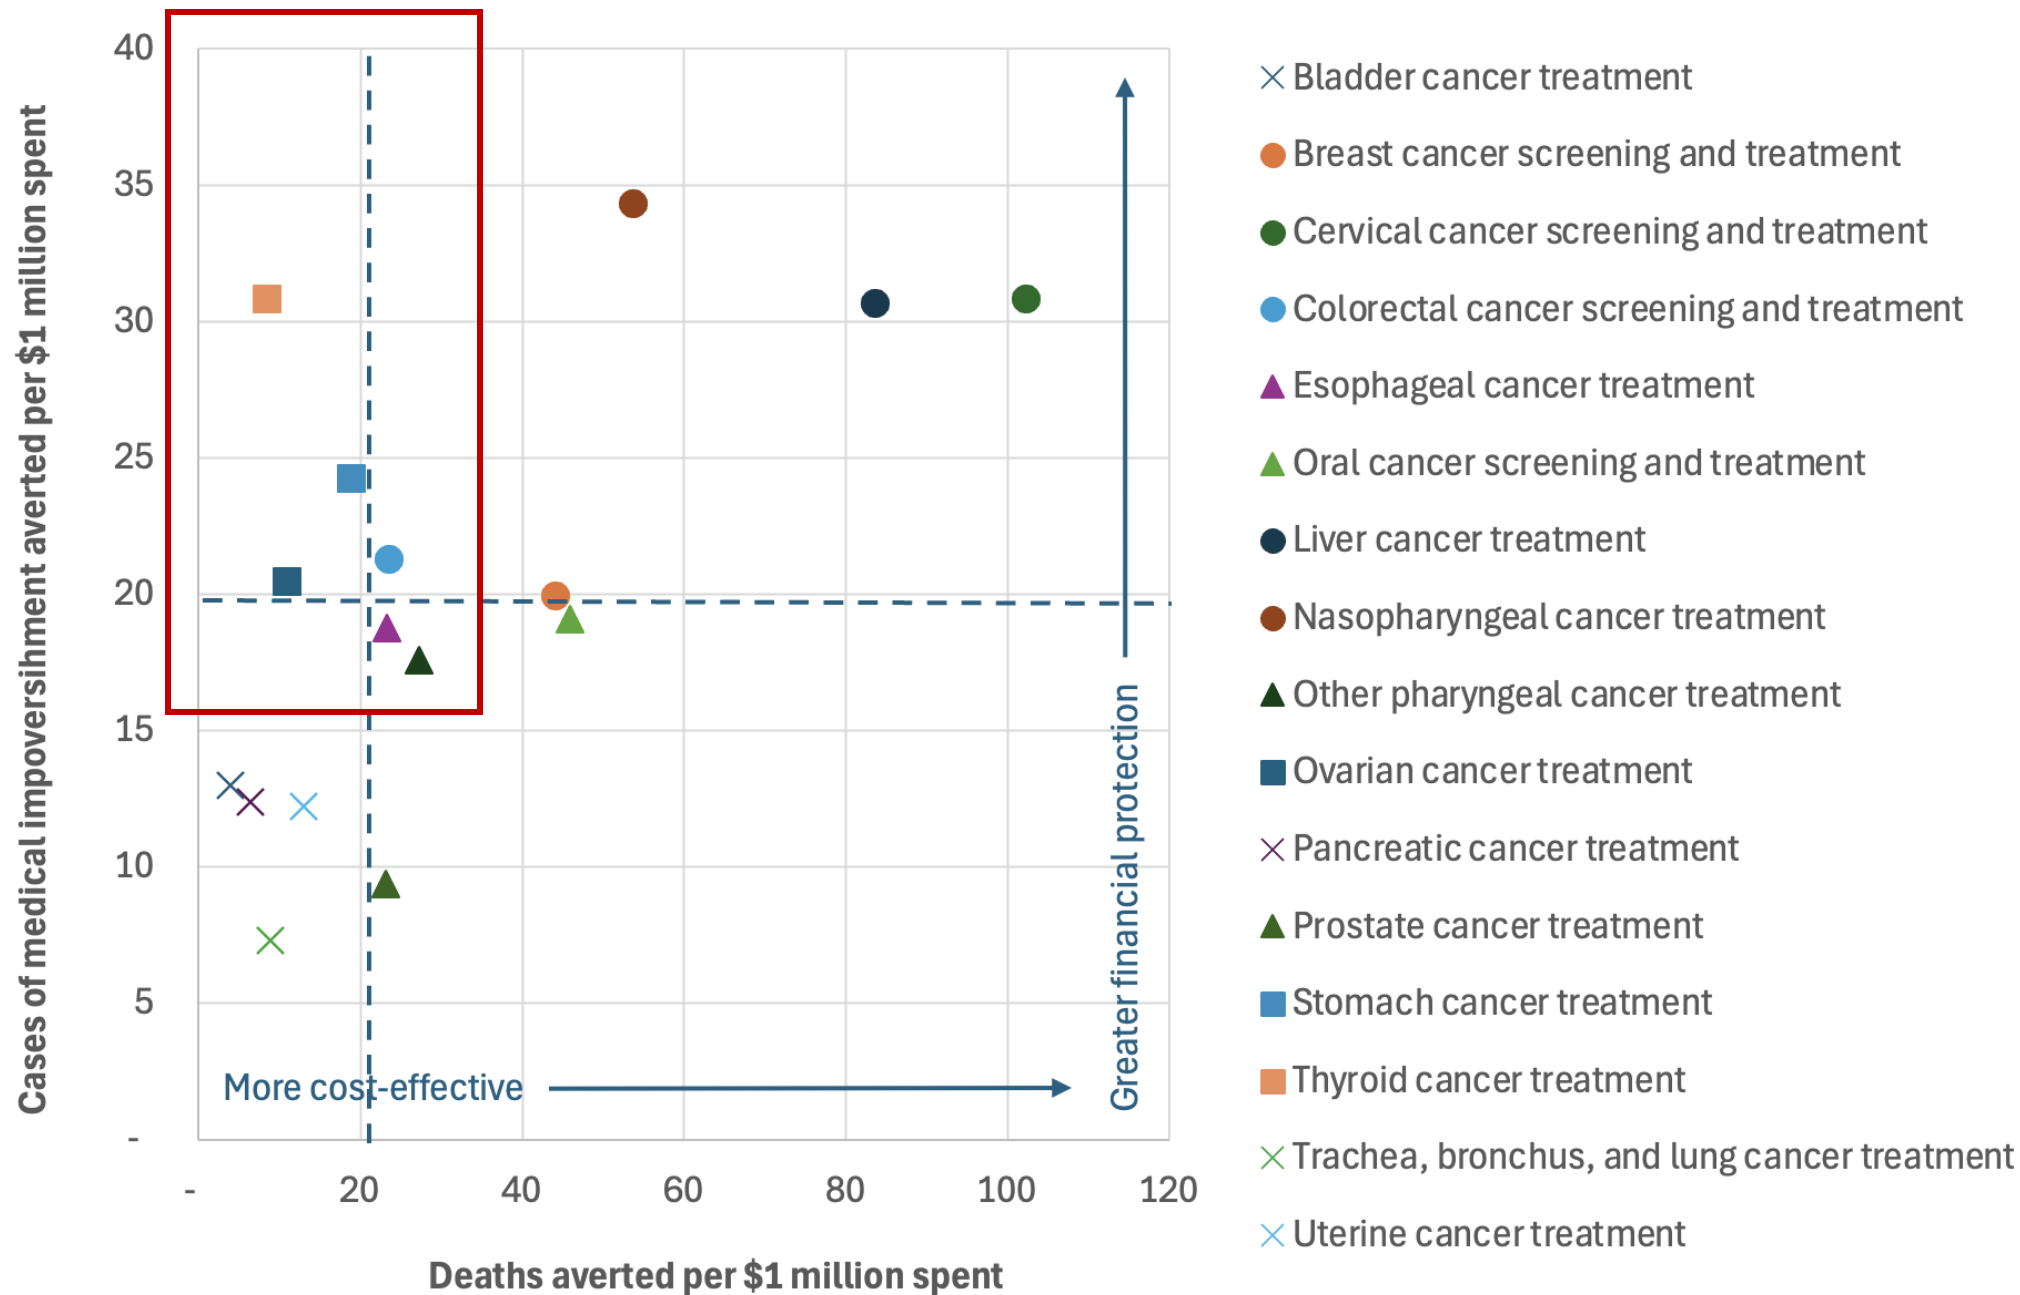 Cases of medical impoversihment averted per $1 million spent
40
35
30
25
20
15
10
5
-
More cost-effective
Greater financial protection
-
20
40
60
80
100
120
Deaths averted per $1 million spent
Bladder cancer treatment
Breast cancer screening and treatment
Cervical cancer screening and treatment
Colorectal cancer screening and treatment
Esophageal cancer treatment
Oral cancer screening and treatment
Liver cancer treatment
Nasopharyngeal cancer treatment
Other pharyngeal cancer treatment
Ovarian cancer treatment
Pancreatic cancer treatment
Prostate cancer treatment
Stomach cancer treatment
Thyroid cancer treatment
Trachea, bronchus, and lung cancer treatment
Uterine cancer treatment